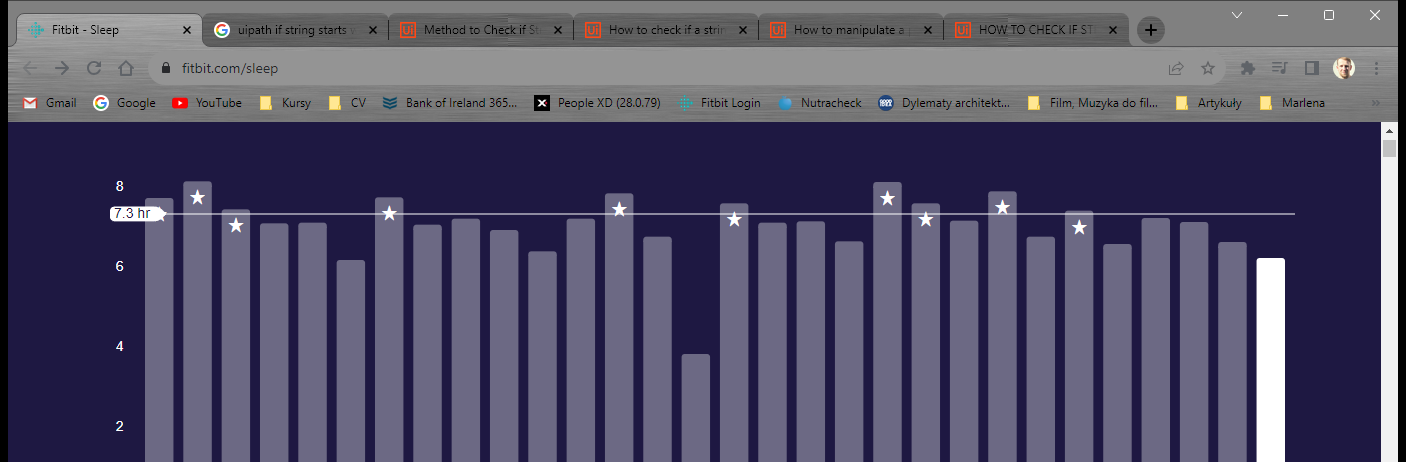 Fitbit - Sleep
uipath if string starts
Method to Check if St
How to check if a strin
How to manipulate a
HOW TO CHECK IF ST
fitbit.com/sleep
Gmail
Google
YouTube
Kursy
CV
Bank of Ireland 365...
People XD (28.0.79)
Fitbit Login
Nutracheck
Dylematy architekt...
Film, Muzyka do fil...
Artykuły
Marlena
8
7.3 hr
6
4
2